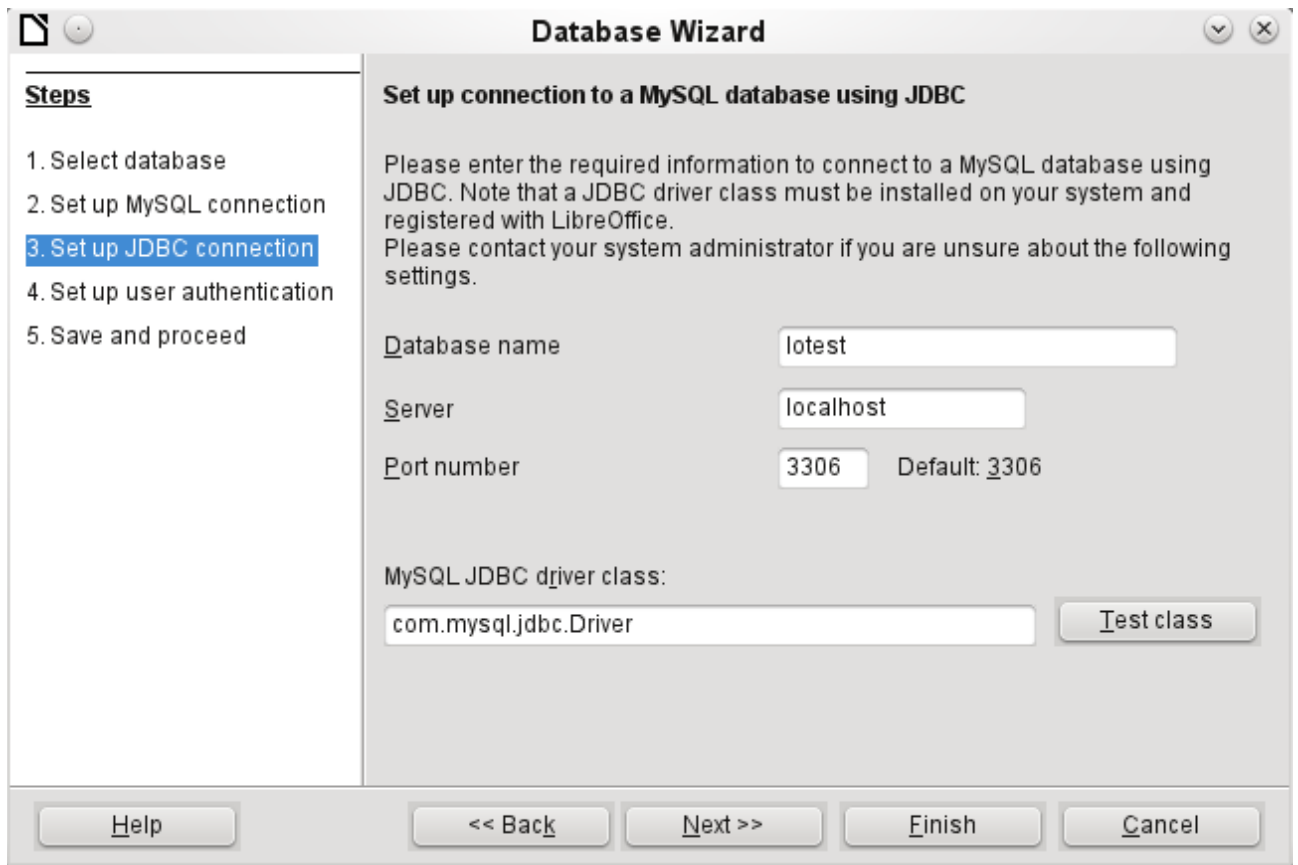 Database Wizard
Steps
1. Select database
2. Set up MySQL connection
3. Set up JDBC connection
4. Set up user authentication
5. Save and proceed
Set up connection to a MySQL database using JDBC
Please enter the required information to connect to a MySQL database using
JDBC. Note that a JDBC driver class must be installed on your system and
registered with LibreOffice.
Please contact your system administrator if you are unsure about the following
settings.
Database name lotest
Server localhost
Port number 3306 Default: 3306
MySQL JDBC driver class:
com.mysql.jdbc.Driver Test class
Help << Back Next >> Finish Cancel